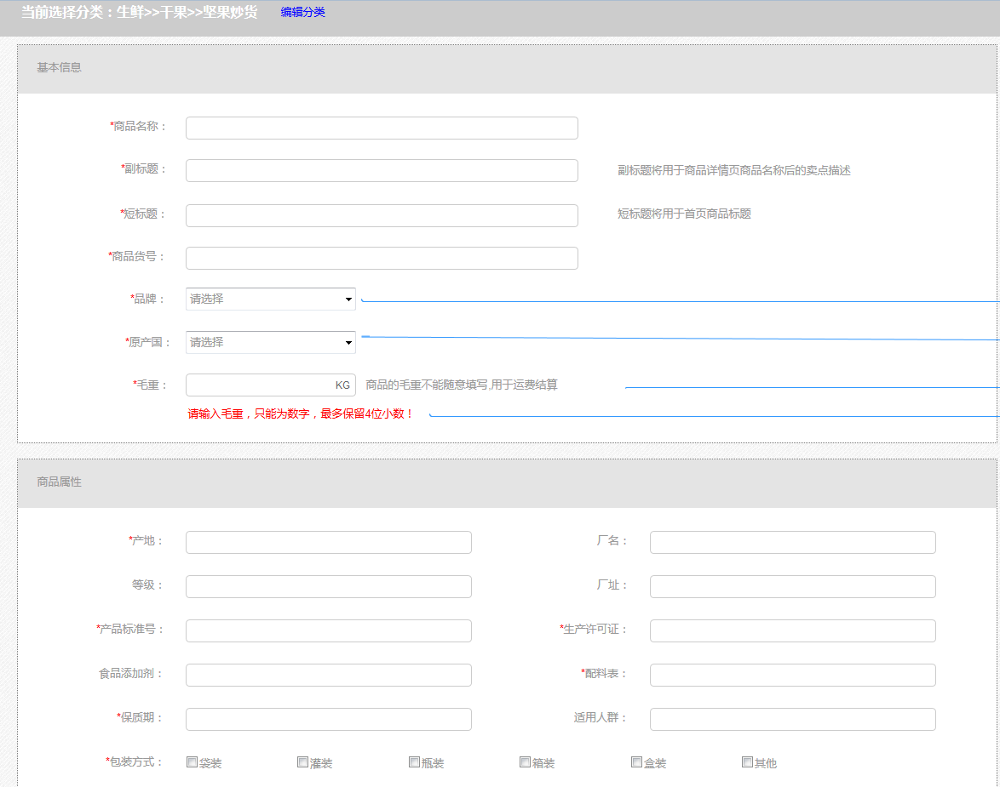 当前选择分类：生鲜>>干果>>坚果炒货 编辑分类
基本信息
*商品名称：
*副标题： 副标题将用于商品详情页商品名称后的卖点描述
*短标题： 短标题将用于首页商品标题
*商品货号：
*品牌： 请选择
*原产国： 请选择
*毛重： KG 商品的毛重不能随意填写,用于运费结算
请输入毛重，只能为数字，最多保留4位小数！
商品属性
*产地： 厂名：
等级： 厂址：
*产品标准号： *生产许可证：
食品添加剂： *配料表：
*保质期： 适用人群：
*包装方式： 袋装 灌装 瓶装 箱装 盒装 其他